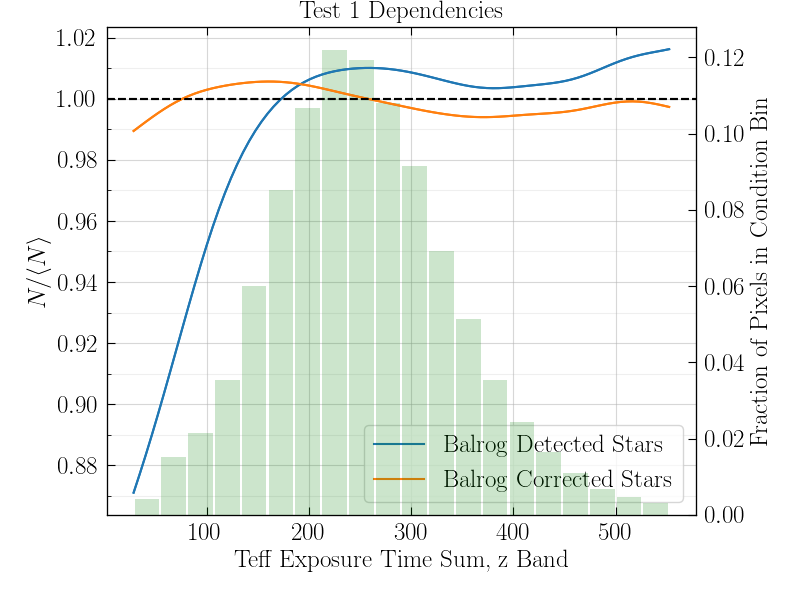 Test 1 Dependencies
1.02
1.00
0.98
0.96
0.94
0.92
0.90
0.88
N/⟨N⟩
0.12
0.10
0.08
0.06
0.04
0.02
0.00
Fraction of Pixels in Condition Bin
Balrog Detected Stars
Balrog Corrected Stars
100 200 300 400 500
Teff Exposure Time Sum, z Band